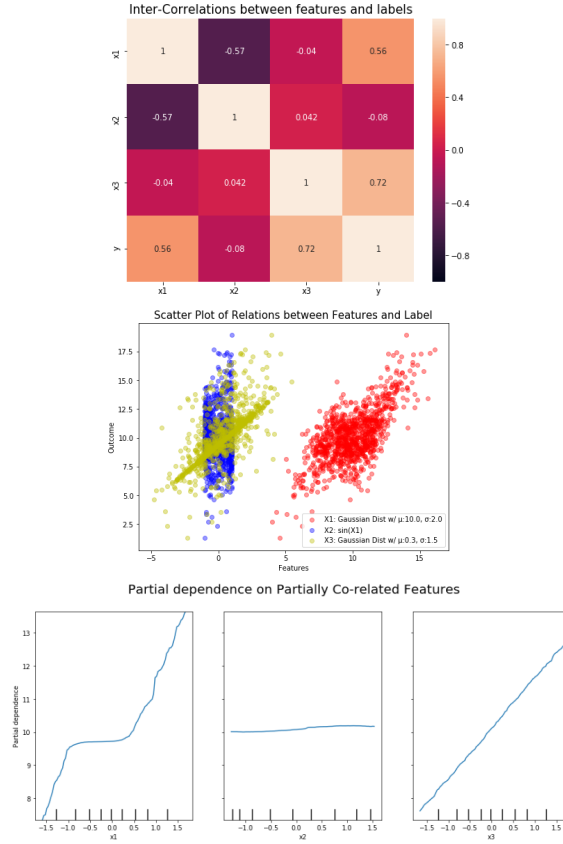 Inter-Correlations between features and labels
x1 1 -0.57 -0.04 0.56
x2 -0.57 1 0.042 -0.08
x3 -0.04 0.042 1 0.72
y 0.56 -0.08 0.72 1
x1 x2 x3 y
0.8
0.4
0.0
-0.4
-0.8
Scatter Plot of Relations between Features and Label
17.5
15.0
12.5
10.0
7.5
5.0
2.5
Outcome
X1: Gaussian Dist w/ μ:10.0, σ:2.0
X2: sin(X1)
X3: Gaussian Dist w/ μ:0.3, σ:1.5
−5 0 5 10 15
Features
Partial dependence on Partially Co-related Features
13
12
11
10
9
8
Partial dependence
−1.5 −1.0 −0.5 0.0 0.5 1.0 1.5
x1
−1.0 −0.5 0.0 0.5 1.0 1.5
x2
−1.5 −1.0 −0.5 0.0 0.5 1.0 1.5
x3